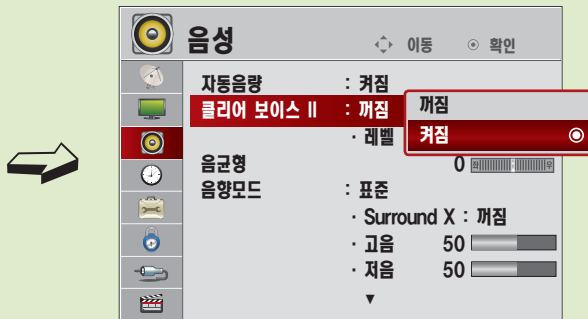 음성
이동 ⊙ 확인
자동음량 : 켜짐
클리어 보이스 II : 꺼짐
· 레벨
꺼짐
켜짐
음균형 0 좌 우
음향모드 : 표준
· Surround X : 꺼짐
· 고음 50
· 저음 50
▼